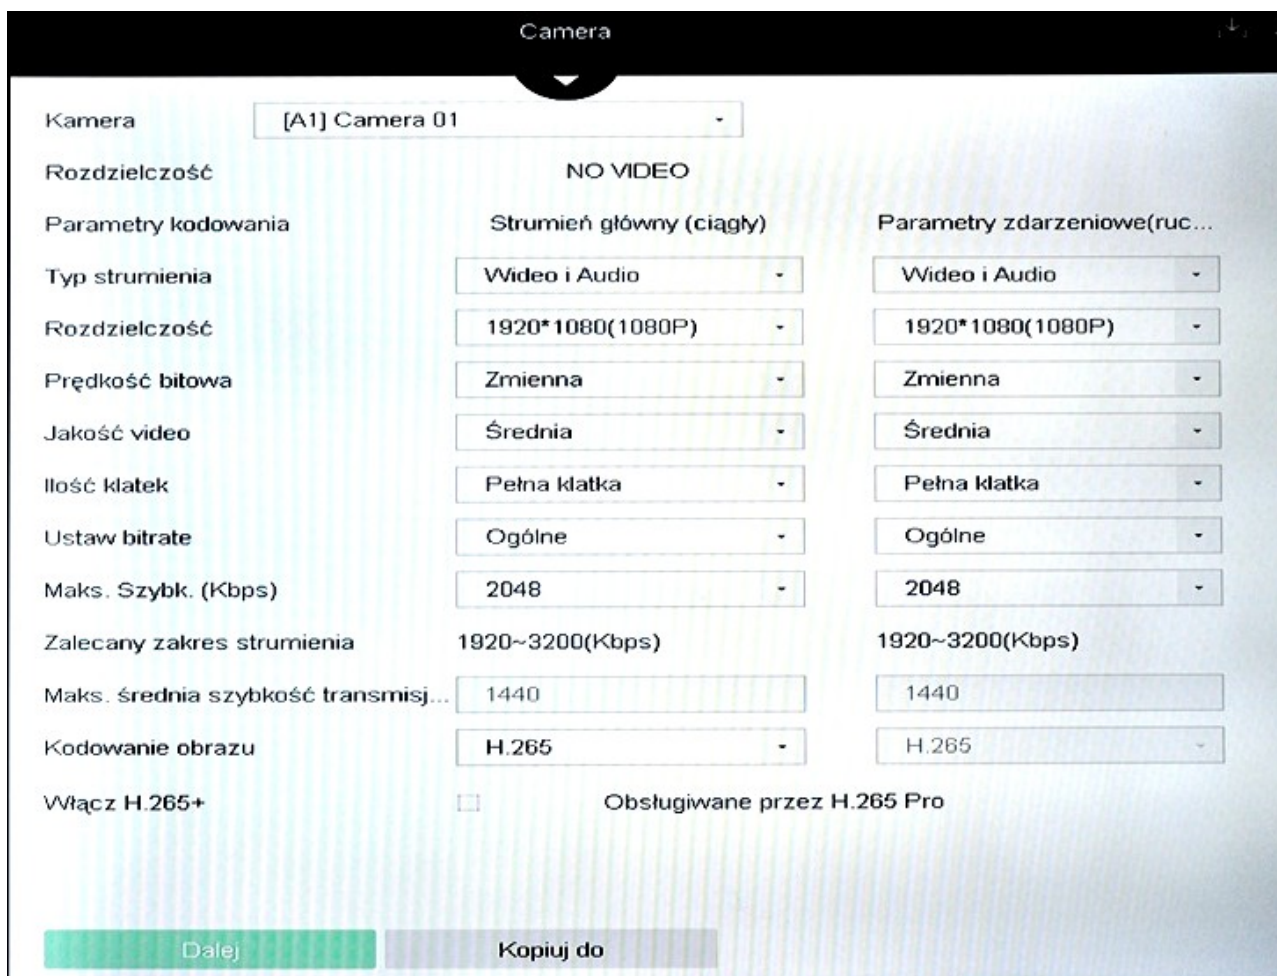 Camera
Kamera [A1] Camera 01
Rozdzielczość NO VIDEO
Parametry kodowania Strumień główny (ciągły) Parametry zdarzeniowe(ruc...
Typ strumienia Wideo i Audio Wideo i Audio
Rozdzielczość 1920*1080(1080P) 1920*1080(1080P)
Prędkość bitowa Zmienna Zmienna
Jakość video Średnia Średnia
Ilość klatek Pełna klatka Pełna klatka
Ustaw bitrate Ogólne Ogólne
Maks. Szybk. (Kbps) 2048 2048
Zalecany zakres strumienia 1920~3200(Kbps) 1920~3200(Kbps)
Maks. średnia szybkość transmisj... 1440 1440
Kodowanie obrazu H.265 H.265
Włącz H.265+ Obsługiwane przez H.265 Pro
Dalej Kopiuj do